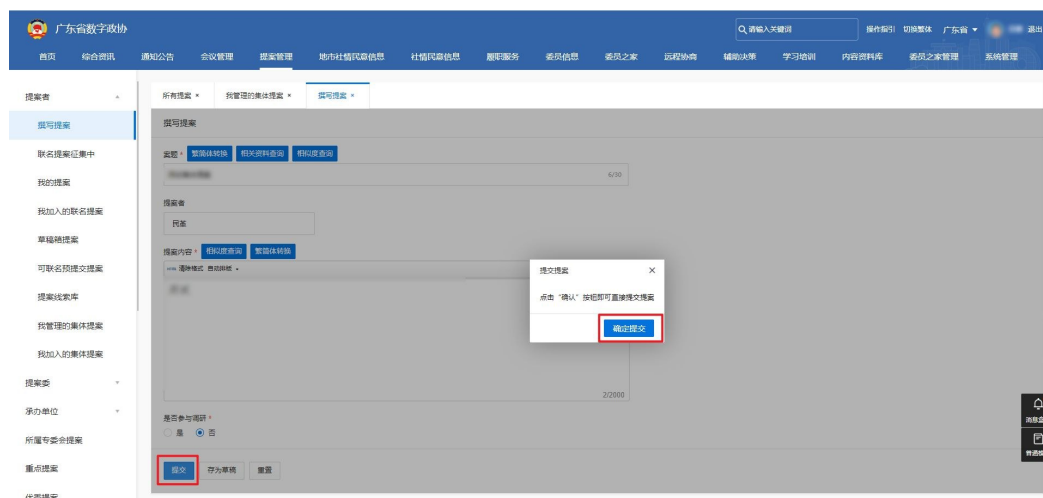 广东省数字政协
请输入关键词
操作指引 切换繁体 广东省 退出
首页 综合资讯 通知公告 会议管理 提案管理 地市社情民意信息 社情民意信息 履职服务 委员信息 委员之家 远程协商 辅助决策 学习培训 内容资料库 委员之家管理 系统管理
提案者
撰写提案
联名提案征集中
我的提案
我加入的联名提案
草稿箱提案
可联名预提交提案
提案线索库
我管理的集体提案
我加入的集体提案
提案委
承办单位
所属专委会提案
重点提案
优秀提案
所有提案 × 我管理的集体提案 × 撰写提案 ×
撰写提案
案题 * 繁简体转换 相关资料查询 相似度查询
6/50
提案者
民革
提案内容 * 相似度查询 繁简体转换
清除格式 自动排版
2/2000
提交提案 ×
点击“确认”按钮即可直接提交提案
确定提交
是否参与调研 *
是 否
提交 存为草稿 重置